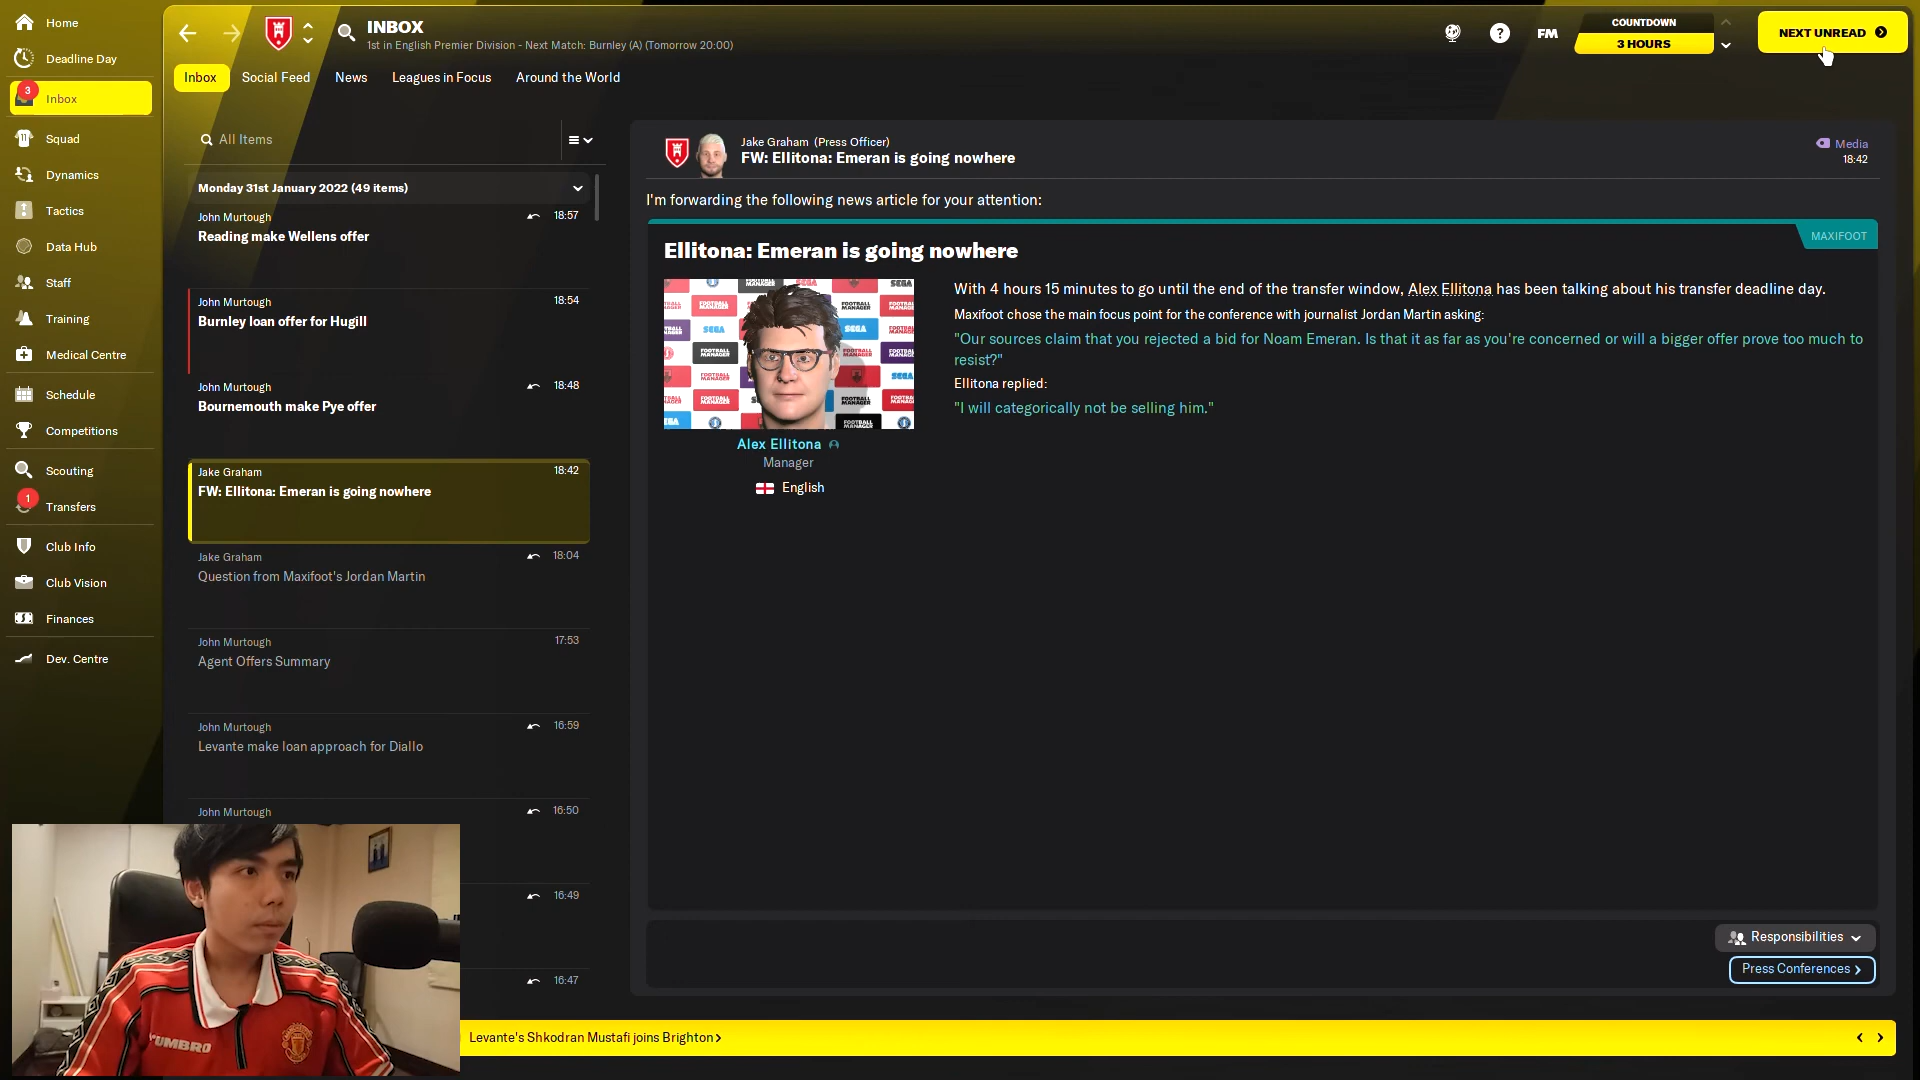 Home
Deadline Day
3
Inbox
Squad
Dynamics
Tactics
Data Hub
Staff
Training
Medical Centre
Schedule
Competitions
Scouting
1
Transfers
Club Info
Club Vision
Finances
Dev. Centre
INBOX
1st in English Premier Division - Next Match: Burnley (A) (Tomorrow 20:00)
FM
COUNTDOWN
3 HOURS
NEXT UNREAD
Inbox Social Feed News Leagues in Focus Around the World
All Items
Monday 31st January 2022 (49 items)
John Murtough 18:57
Reading make Wellens offer
John Murtough 18:54
Burnley loan offer for Hugill
John Murtough 18:48
Bournemouth make Pye offer
Jake Graham 18:42
FW: Ellitona: Emeran is going nowhere
Jake Graham 18:04
Question from Maxifoot's Jordan Martin
John Murtough 17:53
Agent Offers Summary
John Murtough 16:59
Levante make loan approach for Diallo
John Murtough 16:50
16:49
16:47
Jake Graham (Press Officer)
FW: Ellitona: Emeran is going nowhere
Media
18:42
I'm forwarding the following news article for your attention:
MAXIFOOT
Ellitona: Emeran is going nowhere
With 4 hours 15 minutes to go until the end of the transfer window, Alex Ellitona has been talking about his transfer deadline day.
Maxifoot chose the main focus point for the conference with journalist Jordan Martin asking:
"Our sources claim that you rejected a bid for Noam Emeran. Is that it as far as you're concerned or will a bigger offer prove too much to
resist?"
Ellitona replied:
"I will categorically not be selling him."
SEGA
FOOTBALL MANAGER
Alex Ellitona
Manager
English
Responsibilities
Press Conferences
UMBRO
Levante's Shkodran Mustafi joins Brighton